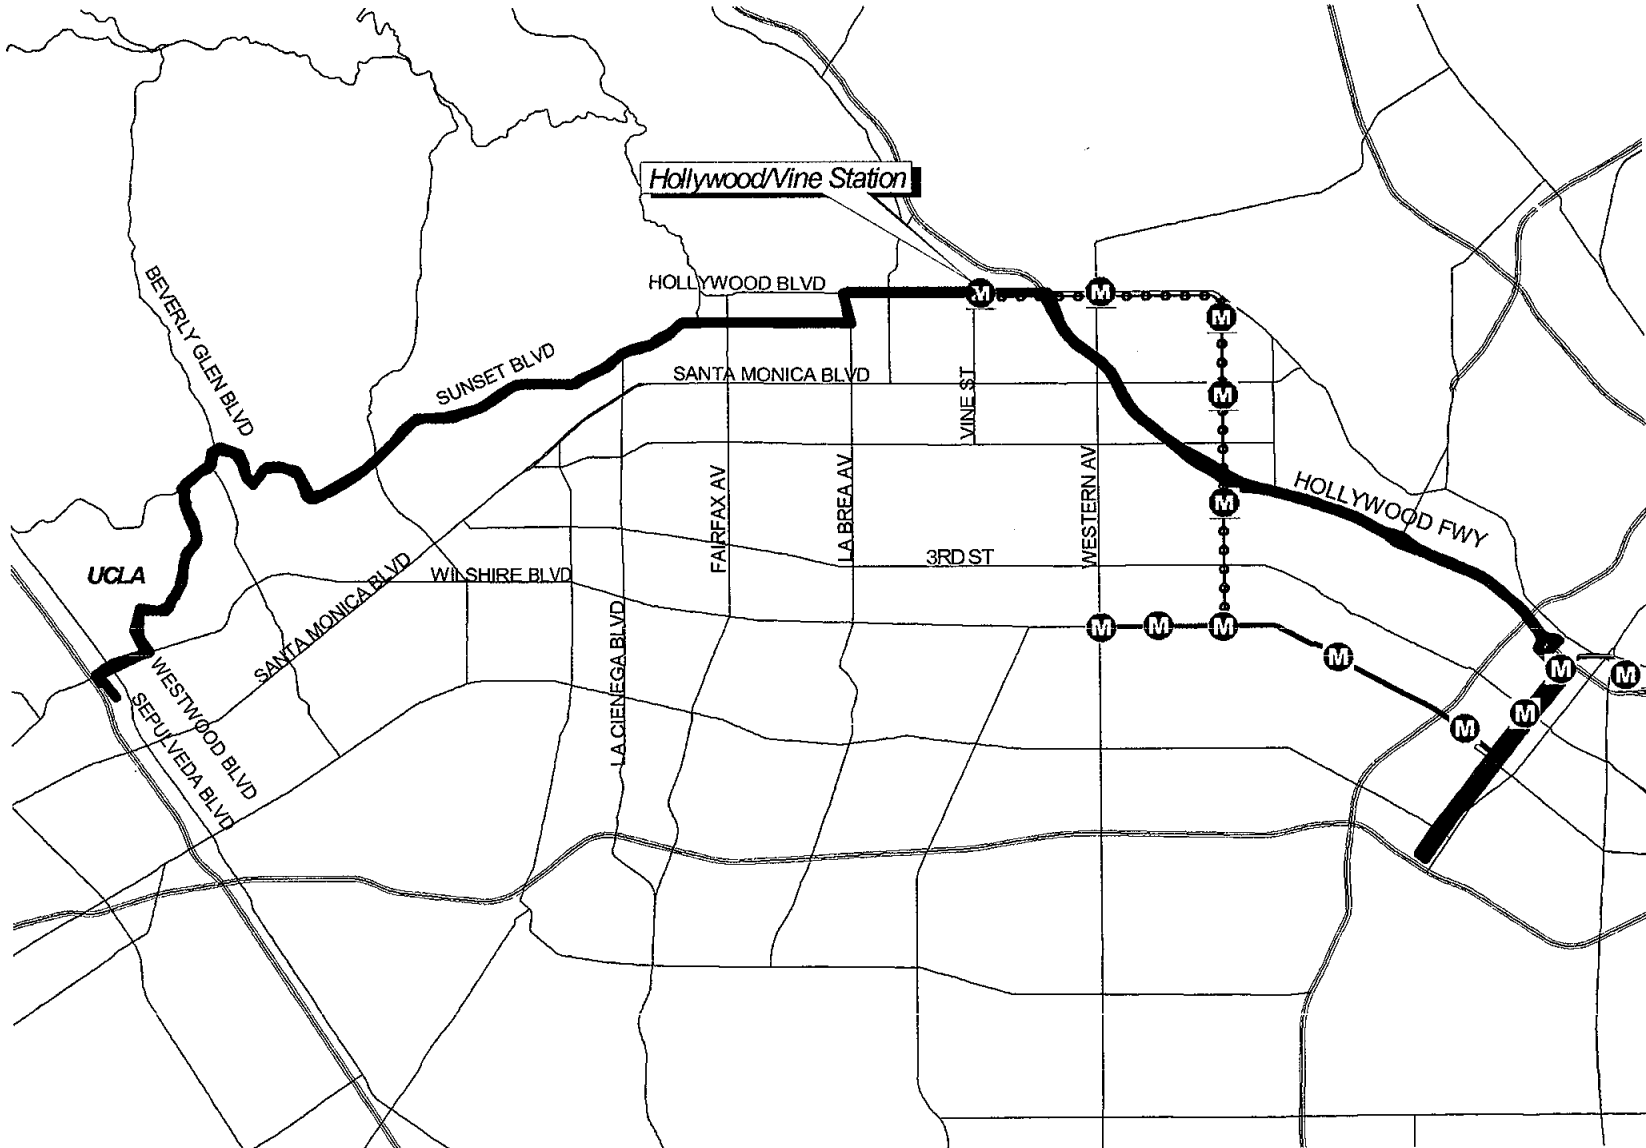 Hollywood/Vine Station
HOLLYWOOD BLVD
M
M
M
BEVERLY GLEN BLVD
SUNSET BLVD
SANTA MONICA BLVD
VINE ST
M
FAIRFAX AV
LA BREA AV
WESTERN AV
M
HOLLYWOOD FWY
UCLA
SANTA MONICA BLVD
WILSHIRE BLVD
3RD ST
LA CIENEGA BLVD
M
M
M
M
M
M
M
M
WESTWOOD BLVD
SEPULVEDA BLVD